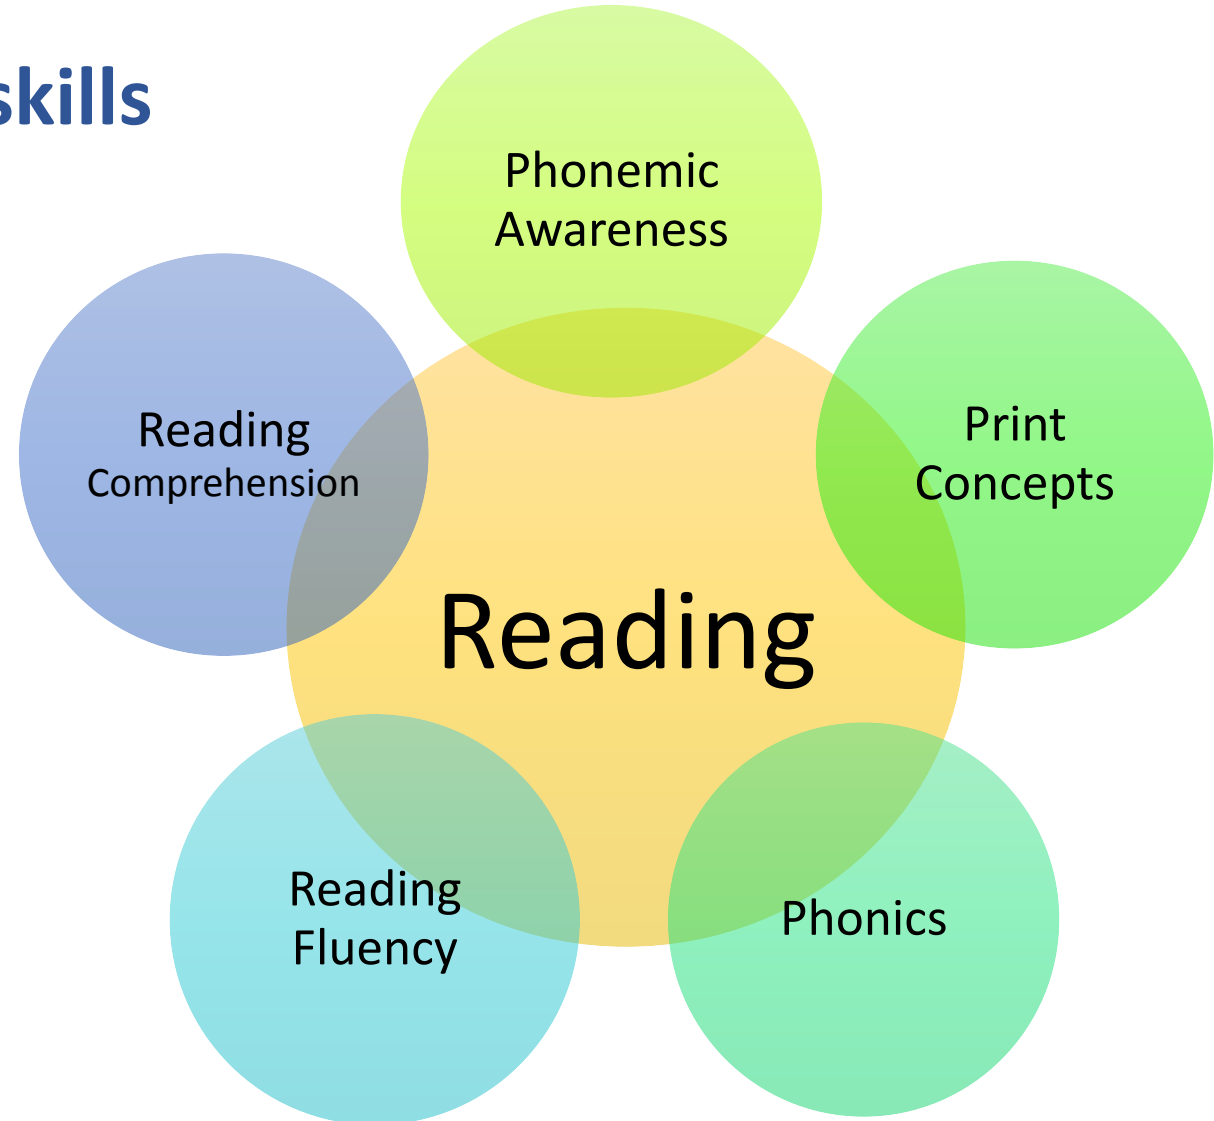 skills
Phonemic
Awareness
Print
Concepts
Phonics
Reading
Fluency
Reading
Comprehension
Reading